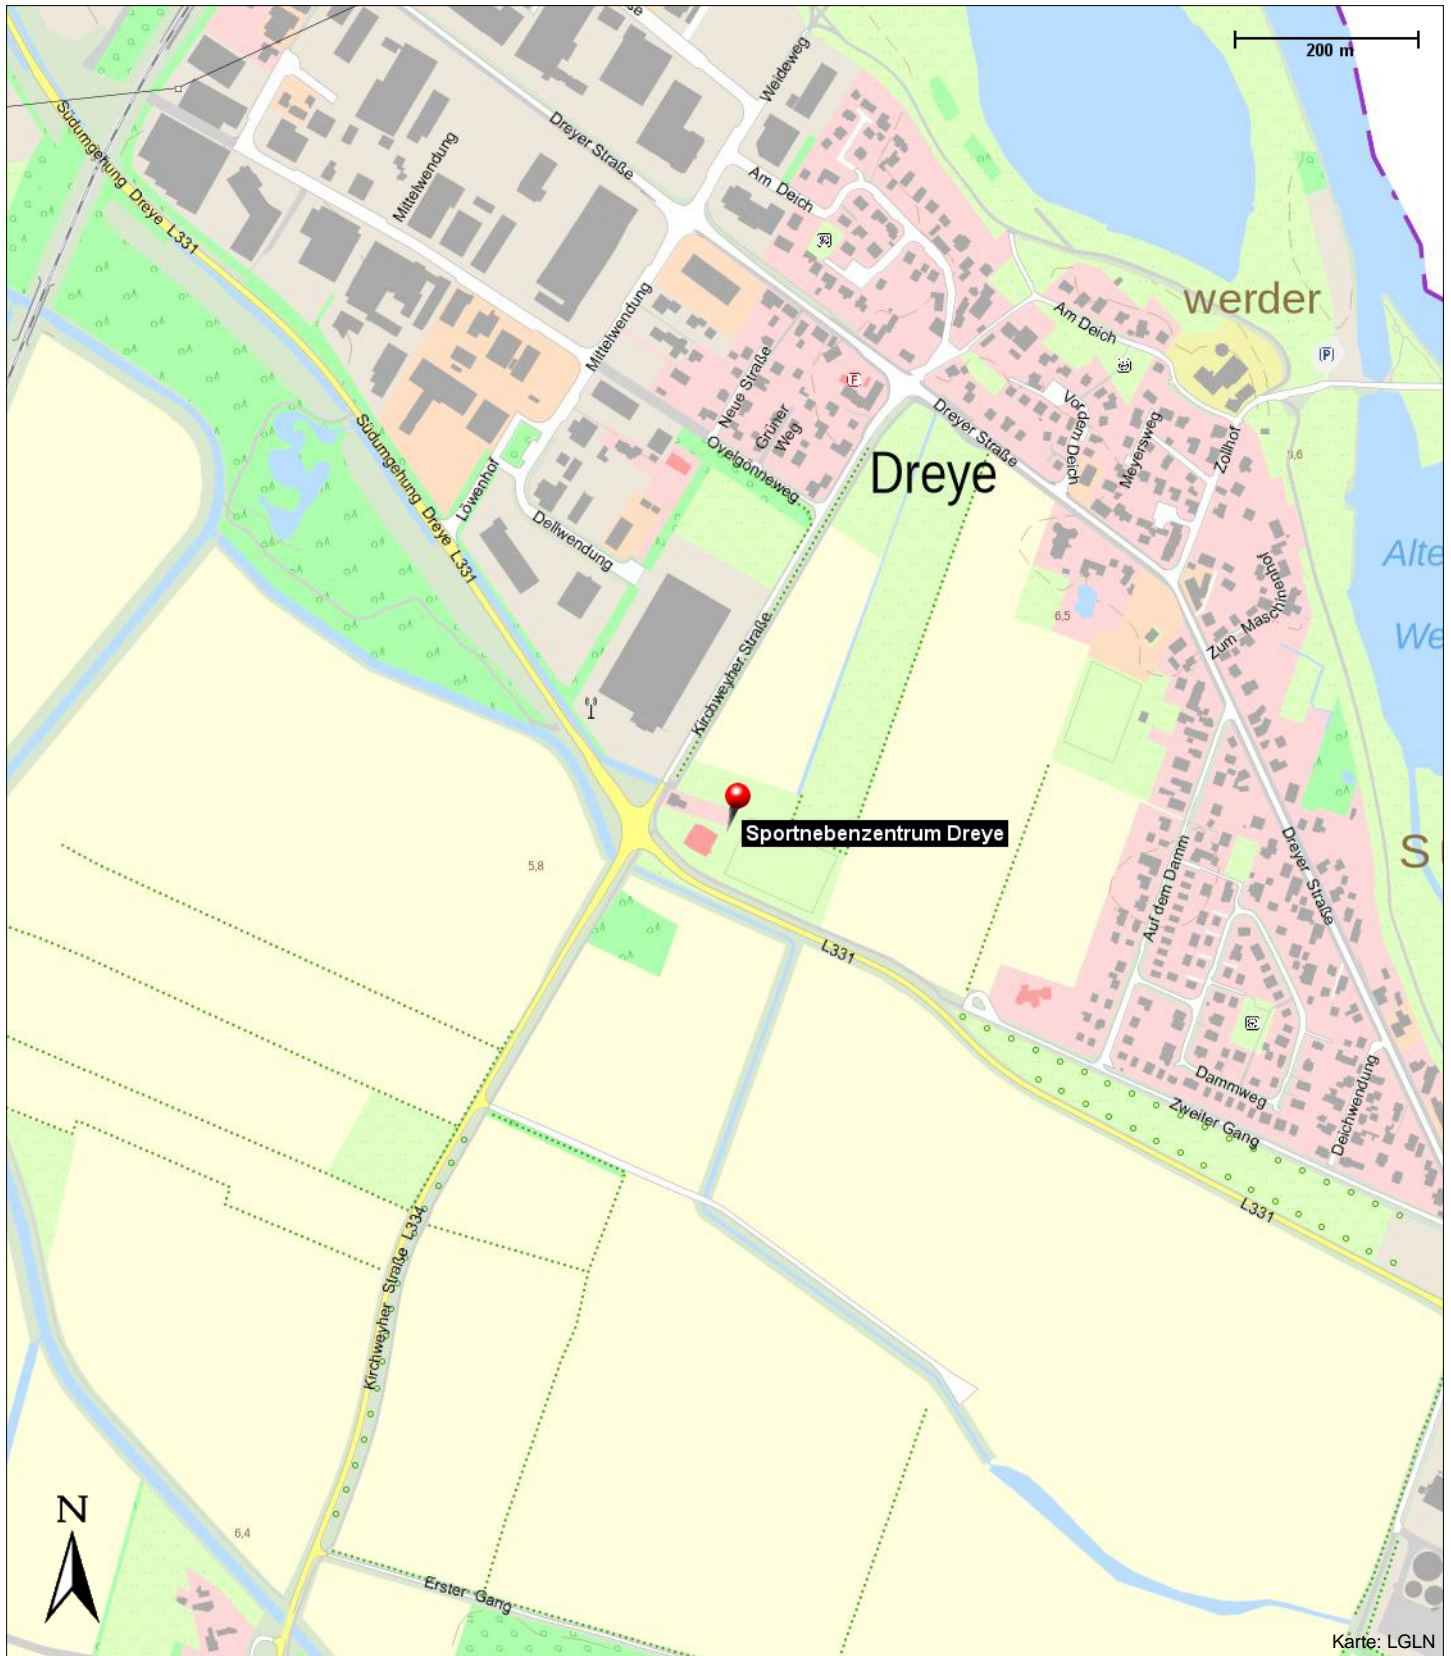 200 m
Weideweg
Dreyer Straße
Südumgehung Dreye L331
Mittelwendung
Am Deich
werder
Am Deich
Mittelwendung
P
Neue Straße
F
Grüner
Weg
Dreyer Straße
Vor dem Deich
Meyersweg
Zollhof
Südumgehung Dreye L331
Ovelgönneweg
Dreye
Löwenhof
Dellwendung
Alte
Zum Maschinenhof
6,5
We
Kirchweyher Straße
Sportnebenzentrum Dreye
5,8
S
Auf dem Damm
Dreyer Straße
L331
Dammweg
Zweiter Gang
Deichwendung
L331
Kirchweyher Straße L334
N
6,4
Erster Gang
Karte: LGLN